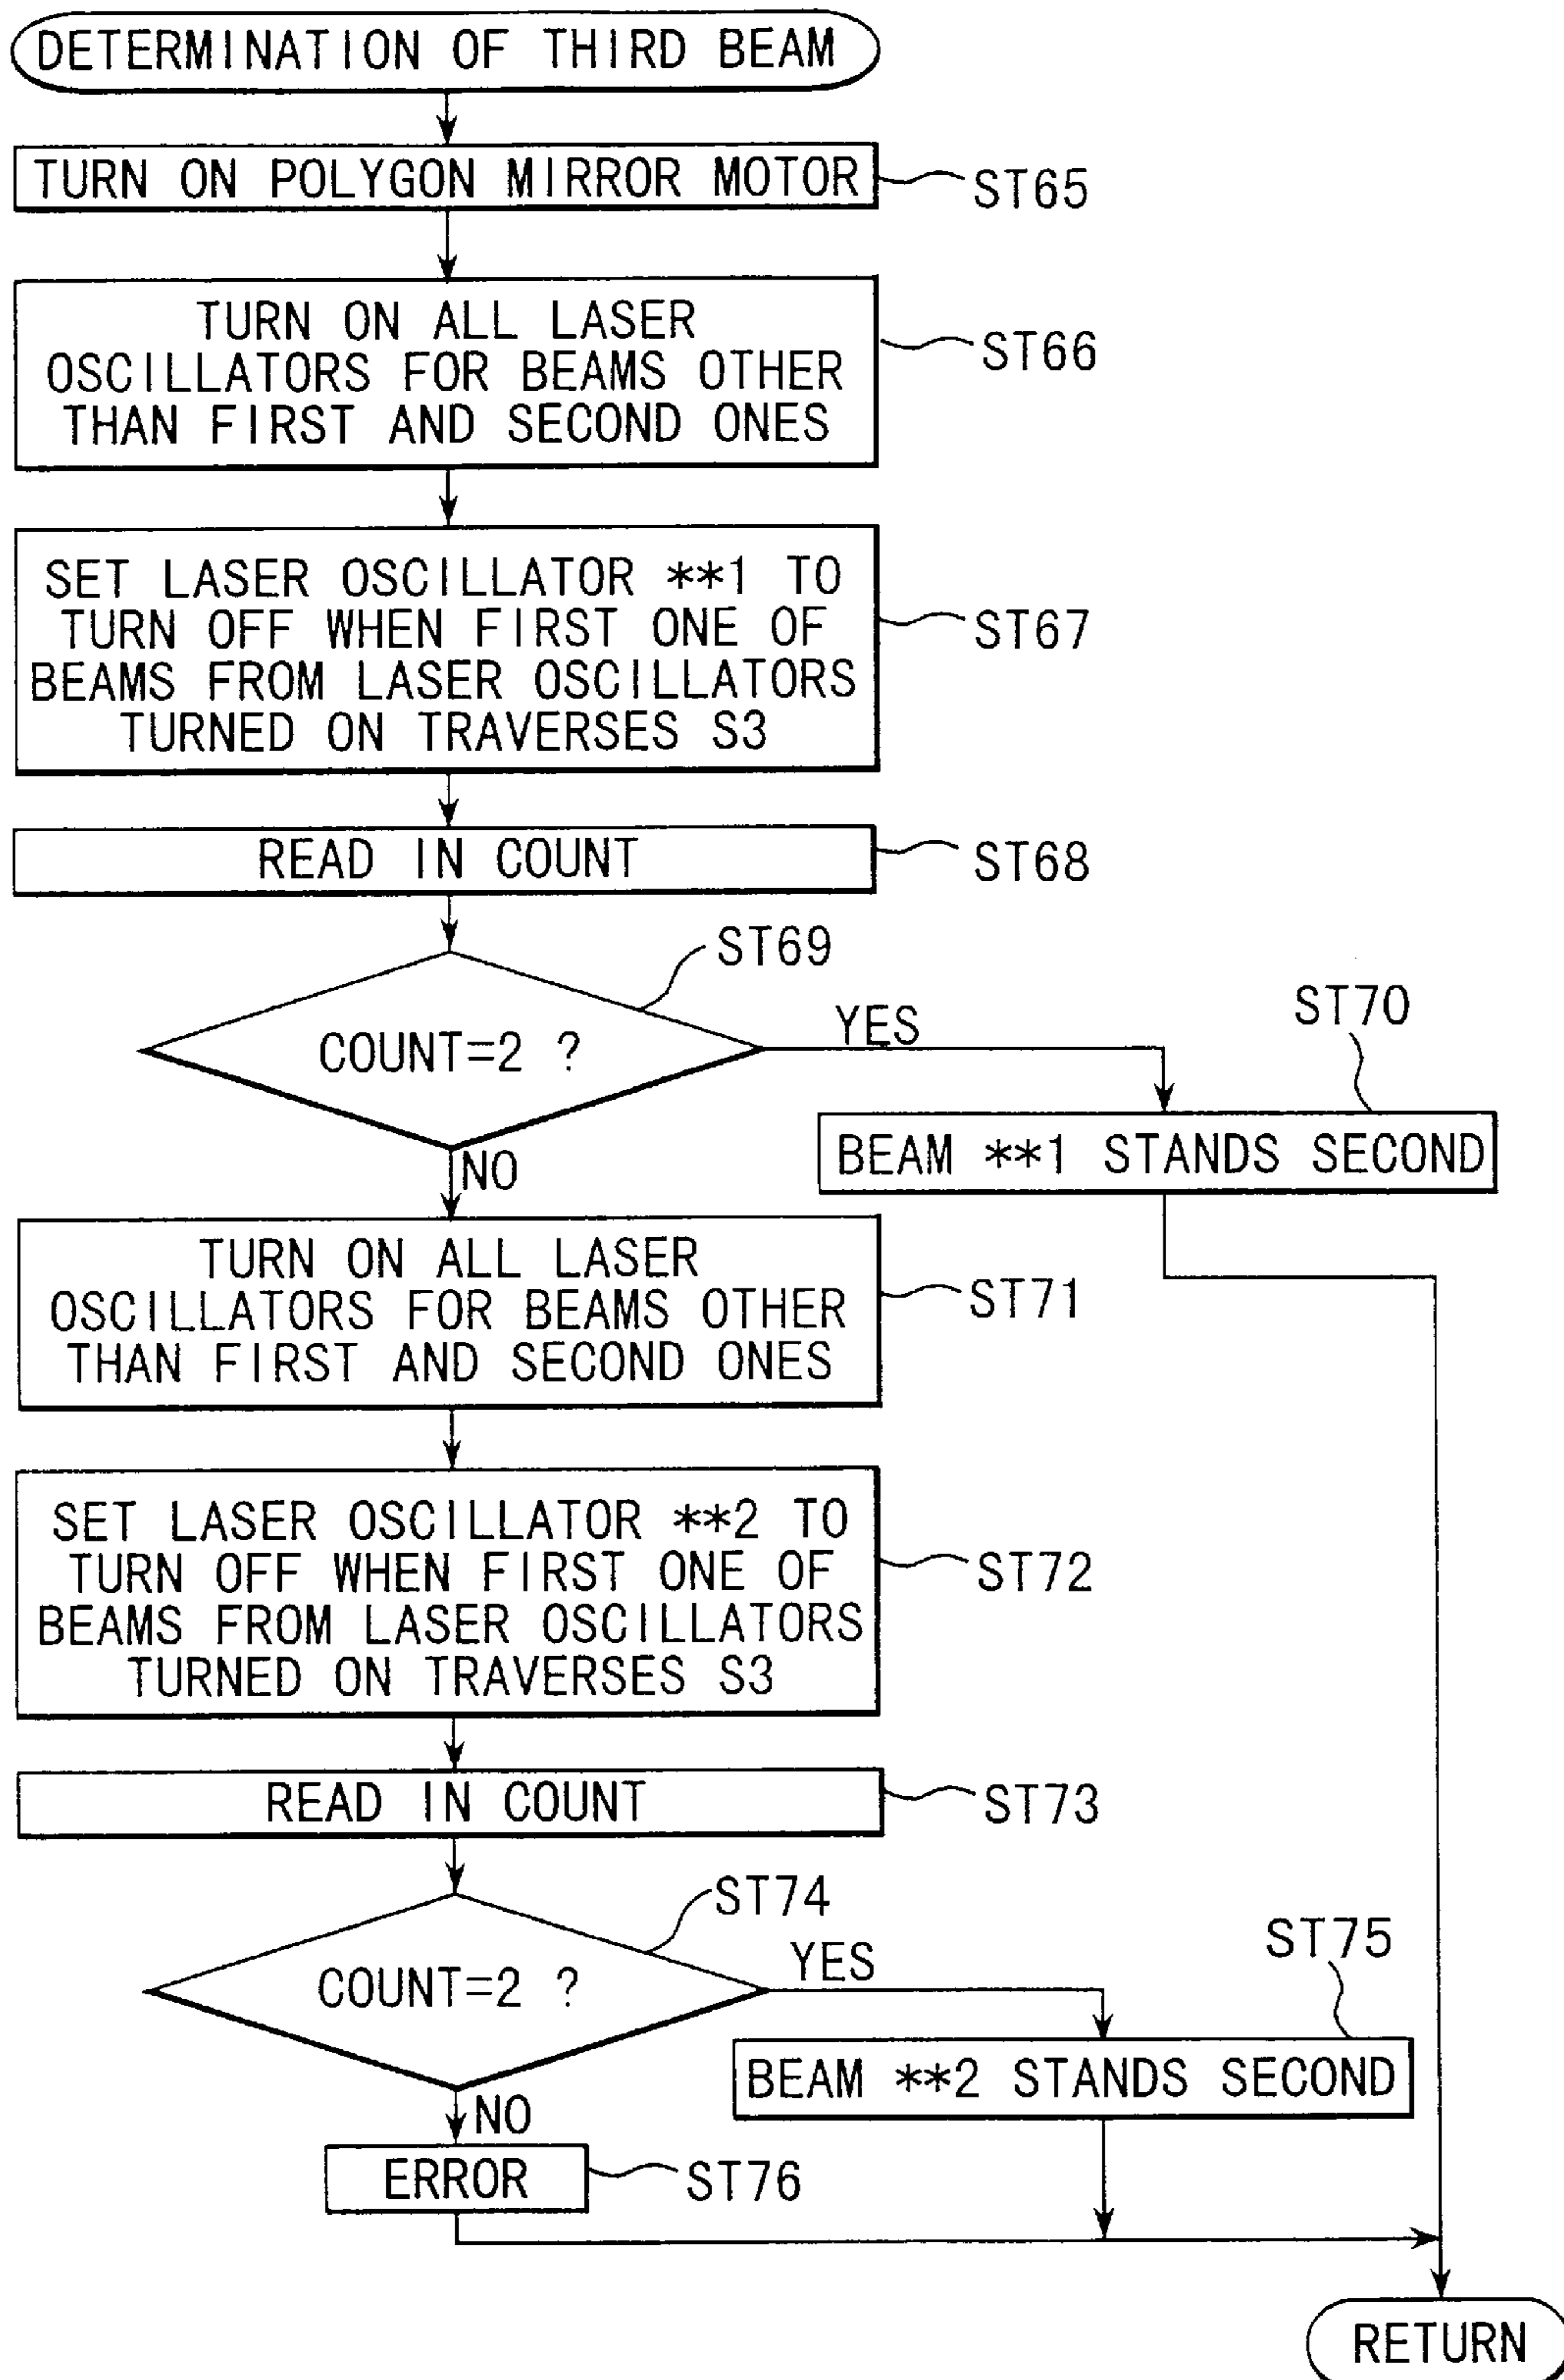 DETERMINATION OF THIRD BEAM
TURN ON POLYGON MIRROR MOTOR
ST65
TURN ON ALL LASER
OSCILLATORS FOR BEAMS OTHER
THAN FIRST AND SECOND ONES
ST66
SET LASER OSCILLATOR **1 TO
TURN OFF WHEN FIRST ONE OF
BEAMS FROM LASER OSCILLATORS
TURNED ON TRAVERSES S3
ST67
READ IN COUNT
ST68
ST69
COUNT=2 ?
YES
ST70
BEAM **1 STANDS SECOND
NO
TURN ON ALL LASER
OSCILLATORS FOR BEAMS OTHER
THAN FIRST AND SECOND ONES
ST71
SET LASER OSCILLATOR **2 TO
TURN OFF WHEN FIRST ONE OF
BEAMS FROM LASER OSCILLATORS
TURNED ON TRAVERSES S3
ST72
READ IN COUNT
ST73
ST74
COUNT=2 ?
YES
ST75
BEAM **2 STANDS SECOND
NO
ERROR
ST76
RETURN